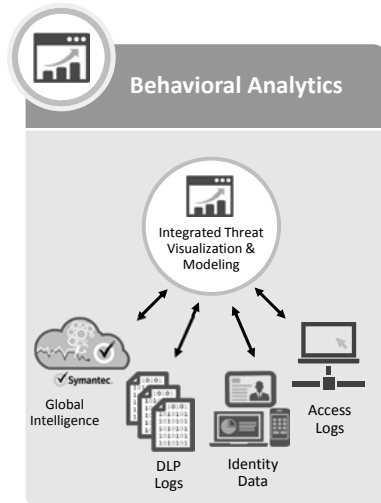 Behavioral Analytics
Integrated Threat
Visualization &
Modeling
Symantec.
Global
Intelligence
DLP
Logs
Identity
Data
Access
Logs